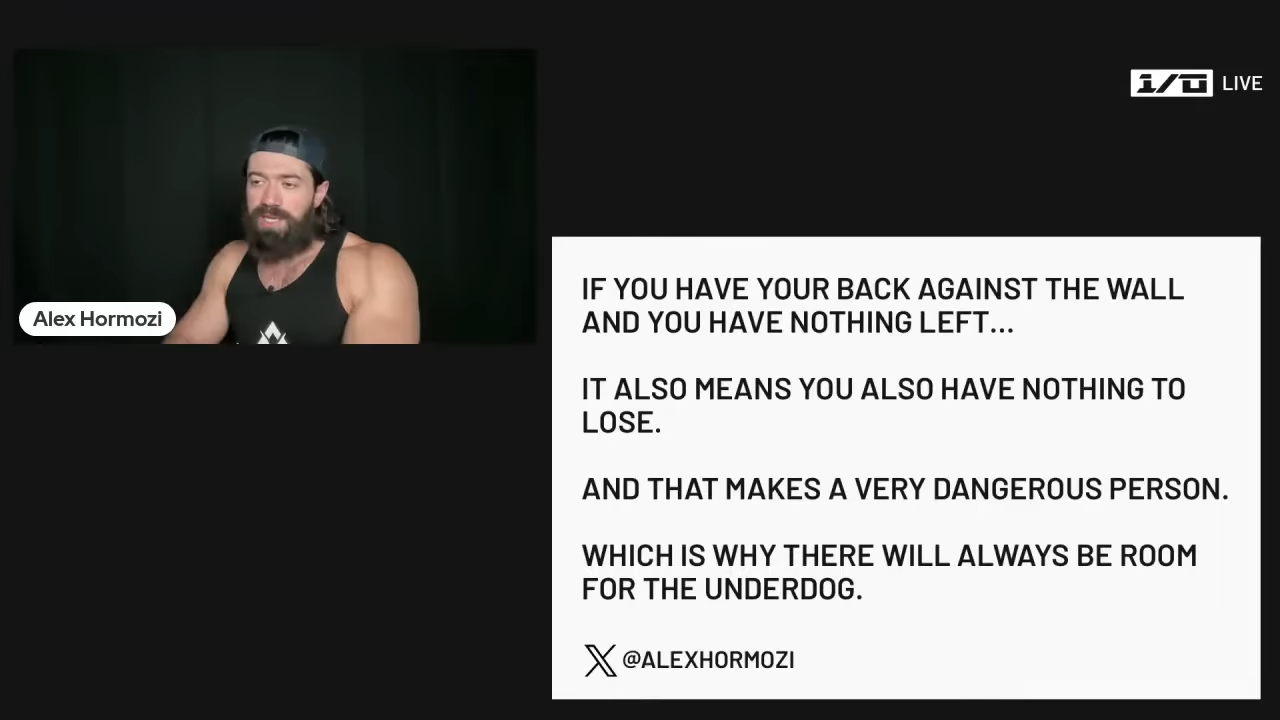 1/0 LIVE
Alex Hormozi
IF YOU HAVE YOUR BACK AGAINST THE WALL
AND YOU HAVE NOTHING LEFT...
IT ALSO MEANS YOU ALSO HAVE NOTHING TO
LOSE.
AND THAT MAKES A VERY DANGEROUS PERSON.
WHICH IS WHY THERE WILL ALWAYS BE ROOM
FOR THE UNDERDOG.
X @ALEXHORMOZI